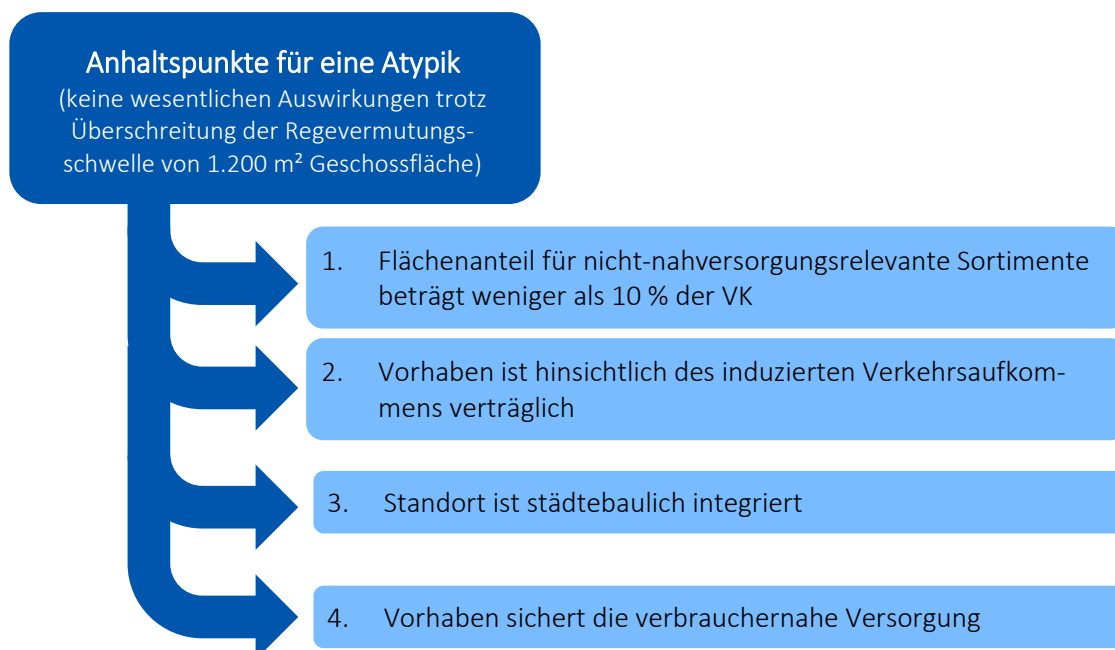 Anhaltspunkte für eine Atypik
(keine wesentlichen Auswirkungen trotz
Überschreitung der Regevermutungs-
schwelle von 1.200 m² Geschossfläche)
1. Flächenanteil für nicht-nahversorgungsrelevante Sortimente
beträgt weniger als 10 % der VK
2. Vorhaben ist hinsichtlich des induzierten Verkehrsaufkom-
mens verträglich
3. Standort ist städtebaulich integriert
4. Vorhaben sichert die verbrauchernahe Versorgung